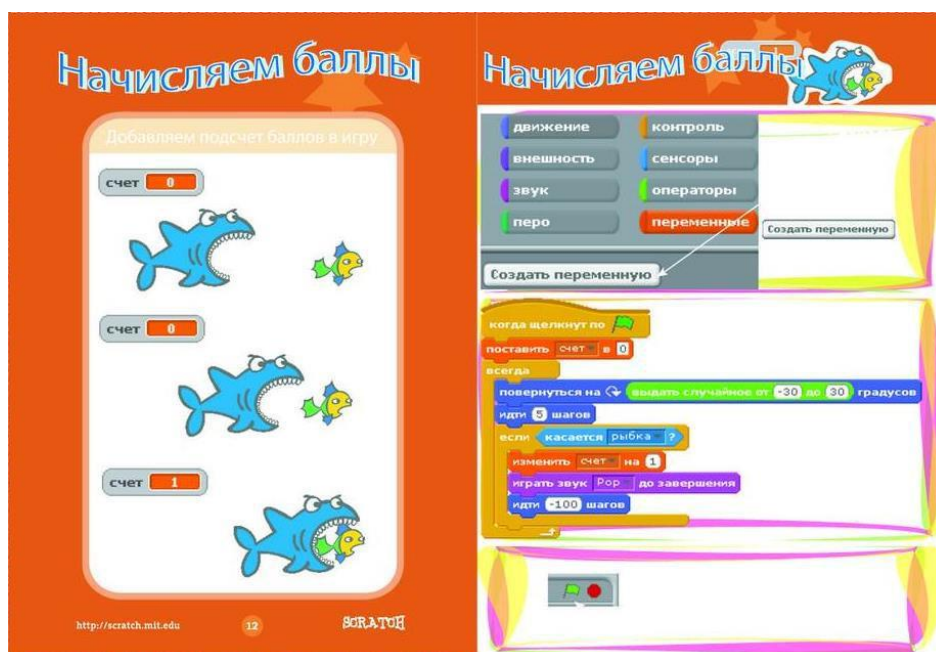 Начисляем баллы
Добавляем подсчет баллов в игру
счет 0
счет 0
счет 1
http://scratch.mit.edu
12
SCRATCH
Начисляем баллы
движение контроль
внешность сенсоры
звук операторы
перо переменные
Создать переменную
Создать переменную
когда щелкнут по
поставить счет в 0
всегда
повернуться на выдать случайное от -30 до 30 градусов
идти 5 шагов
если касается рыбка ?
изменить счет на 1
играть звук Pop до завершения
идти -100 шагов